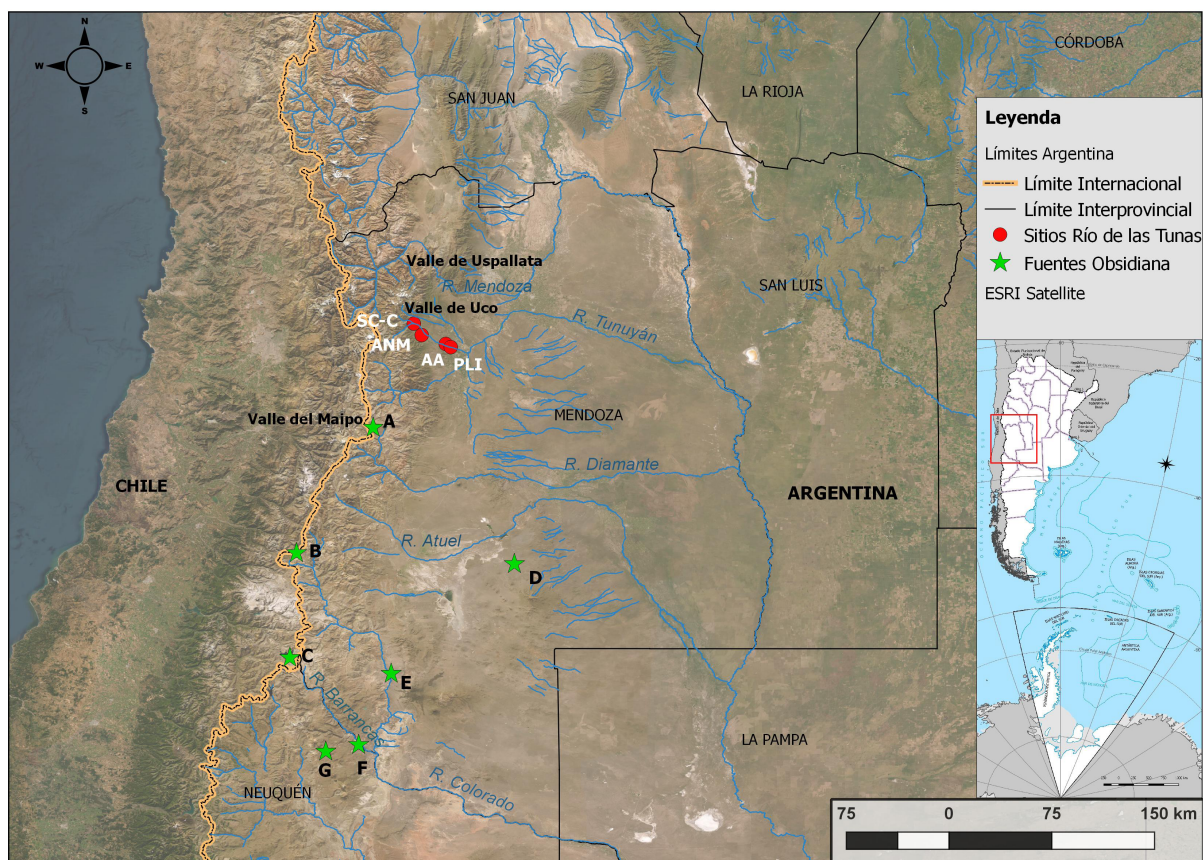 N
W
E
S
CÓRDOBA
SAN JUAN
LA RIOJA
Leyenda
Límites Argentina
Límite Internacional
Límite Interprovincial
Sitios Río de las Tunas
Fuentes Obsidiana
ESRI Satellite
Valle de Uspallata
R. Mendoza
SAN LUIS
Valle de Uco
SC-C
R. Tunuyán
ANM
AA
PLI
Valle del Maipo
A
MENDOZA
R. Diamante
CHILE
ARGENTINA
R. Atuel
B
D
C
E
R. Barrancas
LA PAMPA
F
G
R. Colorado
NEUQUÉN
75
0
75
150 km